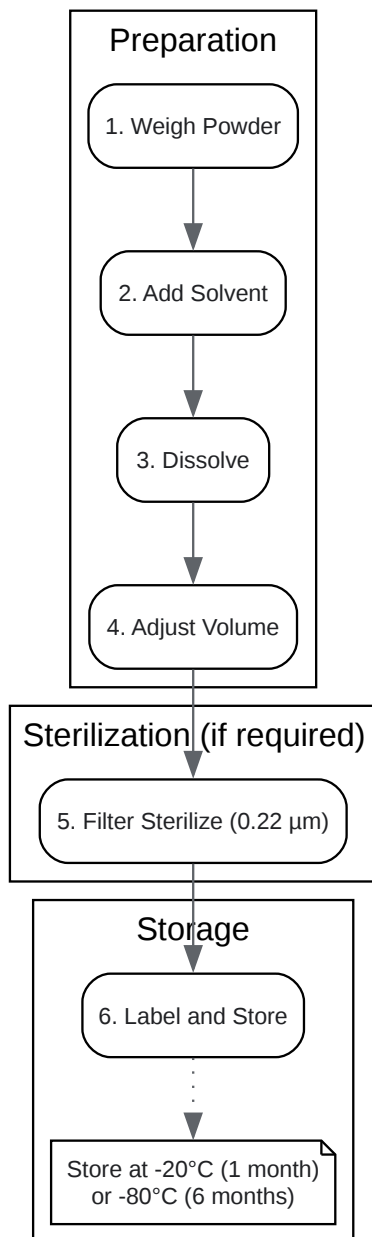 Preparation
1. Weigh Powder
2. Add Solvent
3. Dissolve
4. Adjust Volume
Sterilization (if required)
5. Filter Sterilize (0.22 µm)
Storage
6. Label and Store
Store at -20°C (1 month)
or -80°C (6 months)